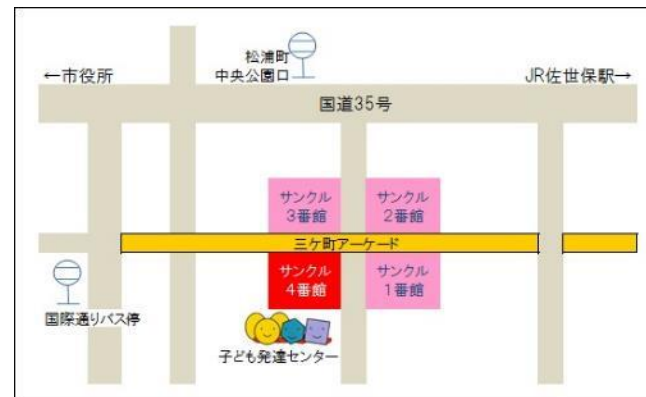 松浦町
中央公園口
←市役所
JR佐世保駅→
国道35号
サンクル
3番館
サンクル
2番館
三ケ町アーケード
サンクル
4番館
サンクル
1番館
国際通りバス停
子ども発達センター